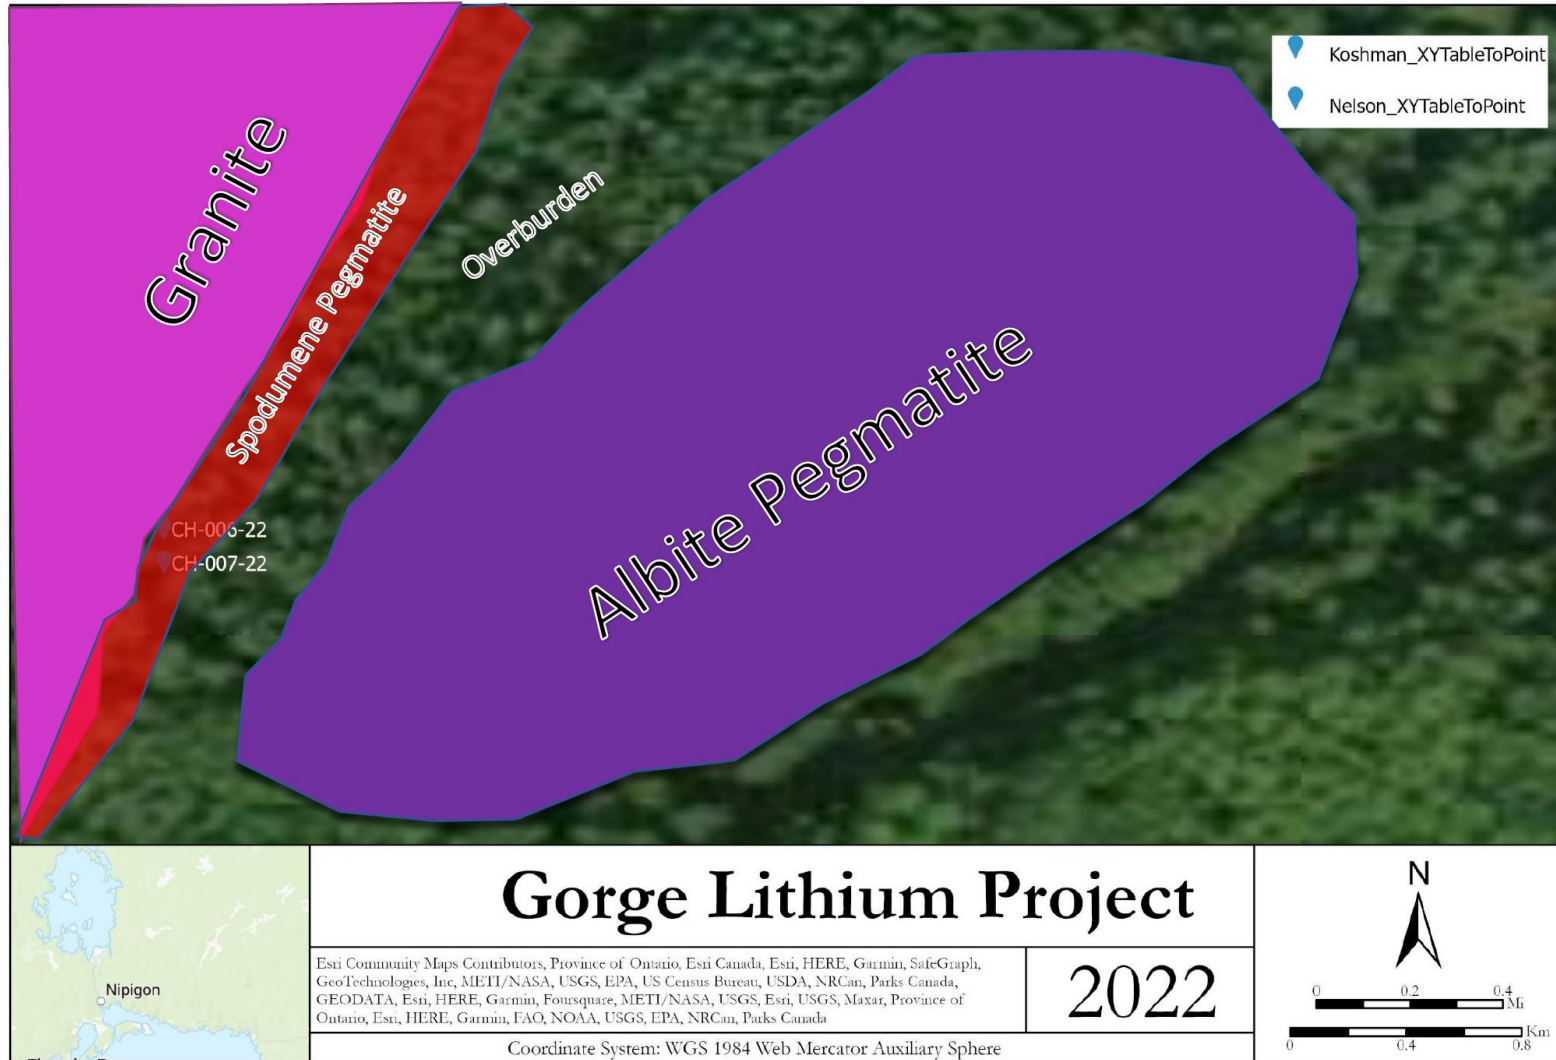 Koshman_XYTableToPoint
Nelson_XYTableToPoint
Granite
Spodumene Pegmatite
Overburden
Albite Pegmatite
CH-006-22
CH-007-22
Gorge Lithium Project
Esri Community Maps Contributors, Province of Ontario, Esri Canada, Esri, HERE, Garmin, SafeGraph,
GeoTechnologies, Inc, METI/NASA, USGS, EPA, US Census Bureau, USDA, NRCan, Parks Canada,
GEODATA, Esri, HERE, Garmin, Foursquare, METI/NASA, USGS, Esri, USGS, Maxar, Province of
Ontario, Esri, HERE, Garmin, FAO, NOAA, USGS, EPA, NRCan, Parks Canada
2022
Coordinate System: WGS 1984 Web Mercator Auxiliary Sphere
Nipigon
N
0 0.2 0.4
Mi
Km
0 0.4 0.8